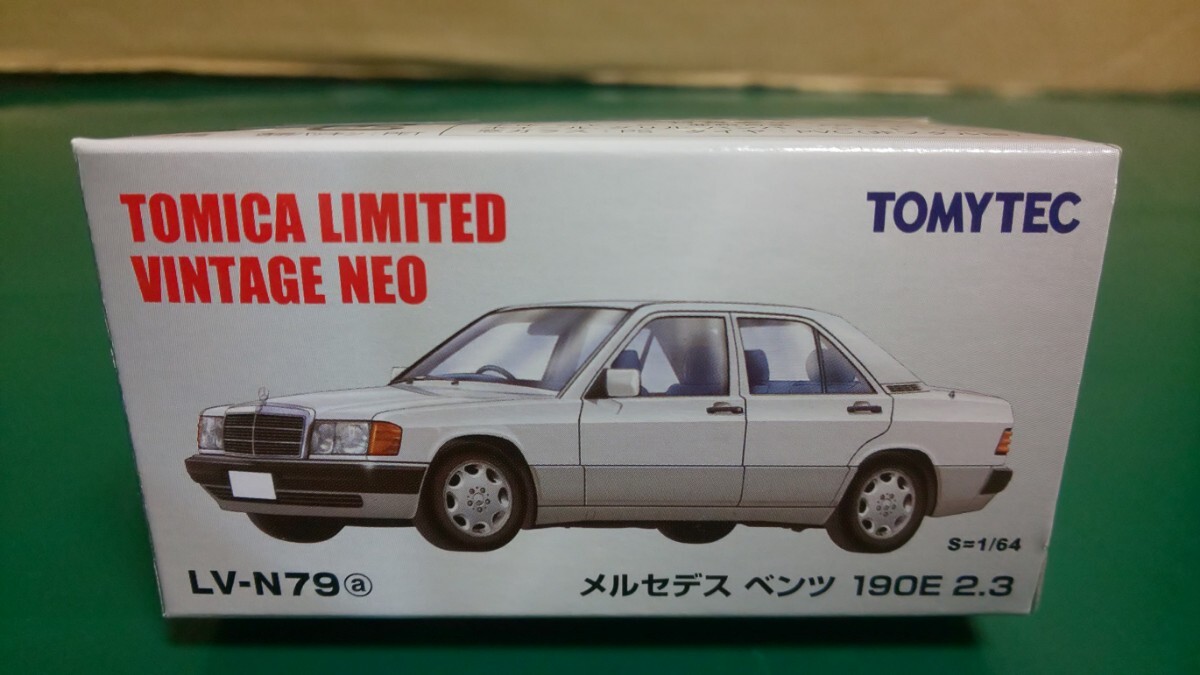 TOMICA LIMITED
VINTAGE NEO
TOMYTEC
S=1/64
LV-N79ⓐ
メルセデス ベンツ 190E 2.3